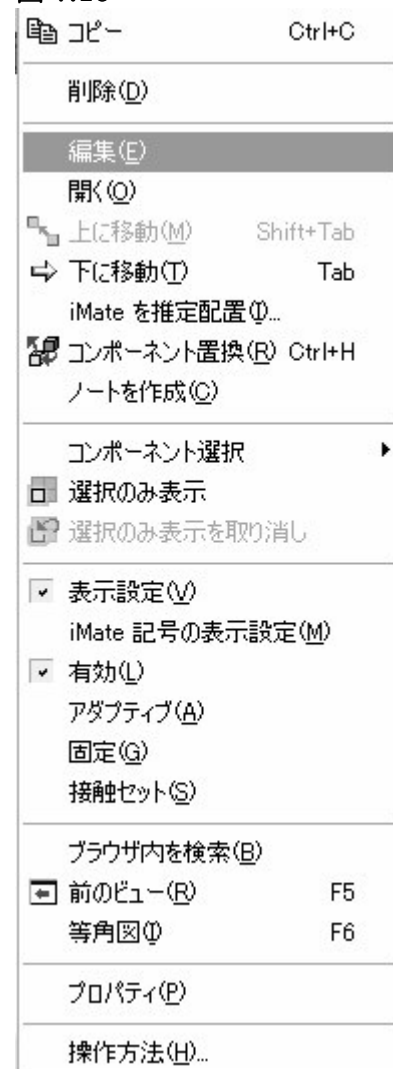 コピー Ctrl+C
削除(D)
編集(E)
開く(O)
上に移動(M) Shift+Tab
下に移動(T) Tab
iMate を推定配置(I)...
コンポーネント置換(R) Ctrl+H
ノートを作成(C)
コンポーネント選択
選択のみ表示
選択のみ表示を取り消し
表示設定(V)
iMate 記号の表示設定(M)
有効(L)
アダプティブ(A)
固定(G)
接触セット(S)
ブラウザ内を検索(B)
前のビュー(R) F5
等角図(I) F6
プロパティ(P)
操作方法(H)...